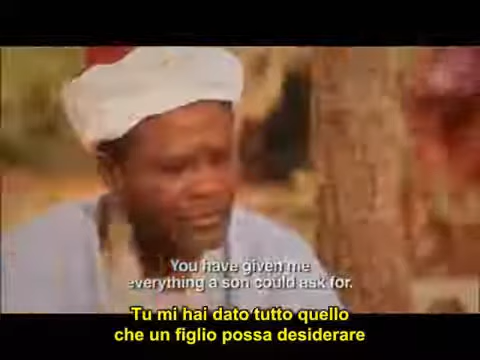 You have given me
everything a son could ask for.
Tu mi hai dato tutto quello
che un figlio possa desiderare